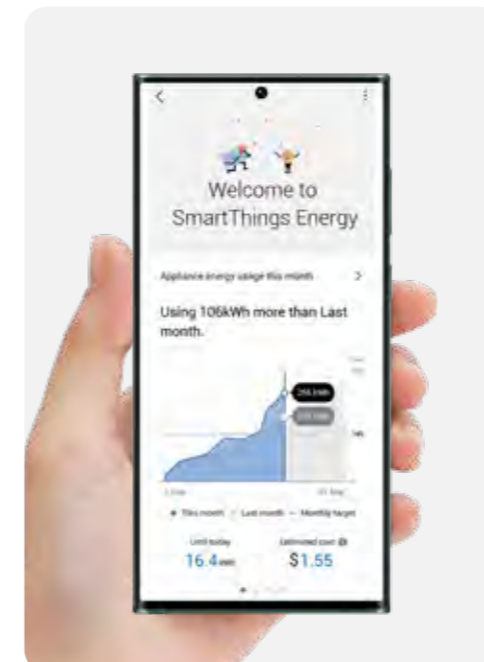 Welcome to
SmartThings Energy
Appliance energy usage this month
Using 106kWh more than Last
month.
This month Last month Monthly target
Until today Estimated cost
16.4 kWh $1.55